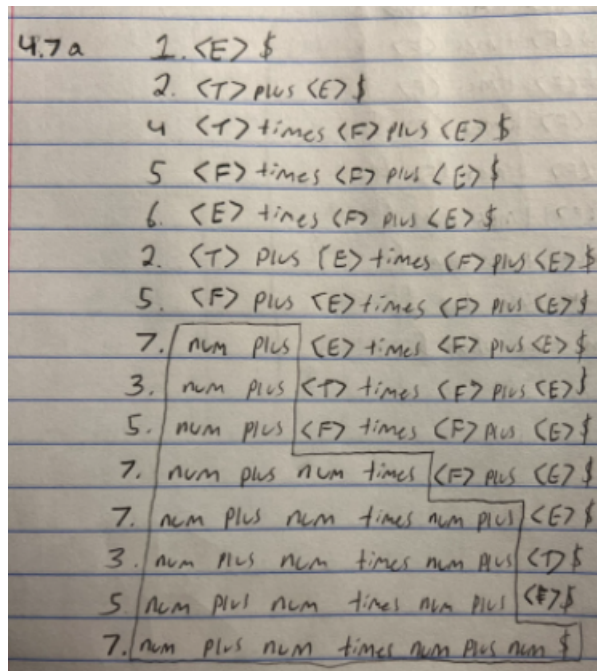 4.7a 1. <E> $
2. <T> plus <E> $
4 <T> times <F> plus <E> $
5 <F> times <F> plus <E> $
6. <E> times <F> plus <E> $
2. <T> plus <E> times <F> plus <E> $
5. <F> plus <E> times <F> plus <E> $
7. num plus <E> times <F> plus <E> $
3. num plus <T> times <F> plus <E> $
5. num plus <F> times <F> plus <E> $
7. num plus num times <F> plus <E> $
7. num plus num times num plus <E> $
3. num plus num times num plus <T> $
5 num plus num times num plus <F> $
7. num plus num times num plus num $